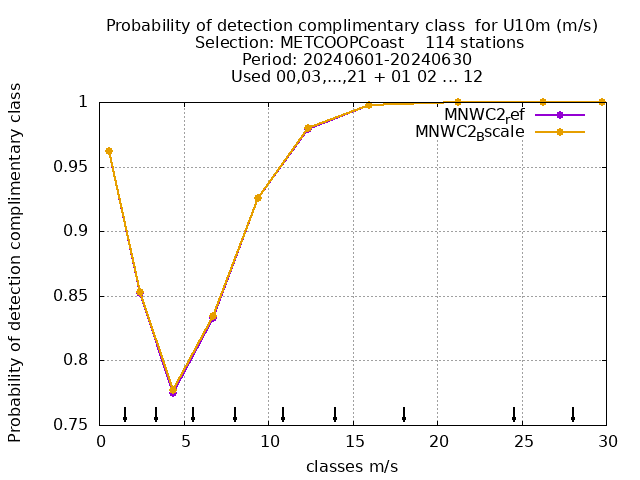 Probability of detection complimentary class  for U10m (m/s)
Selection: METCOOPCoast    114 stations
Period: 20240601-20240630
Used 00,03,...,21 + 01 02 ... 12
Probability of detection complimentary class
1
0.95
0.9
0.85
0.8
0.75
MNWC2ref
MNWC2Bscale
0 5 10 15 20 25 30
classes m/s